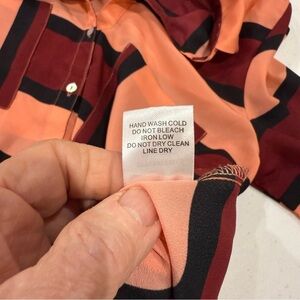 HAND WASH COLD
DO NOT BLEACH
IRON LOW
DO NOT DRY CLEAN
LINE DRY